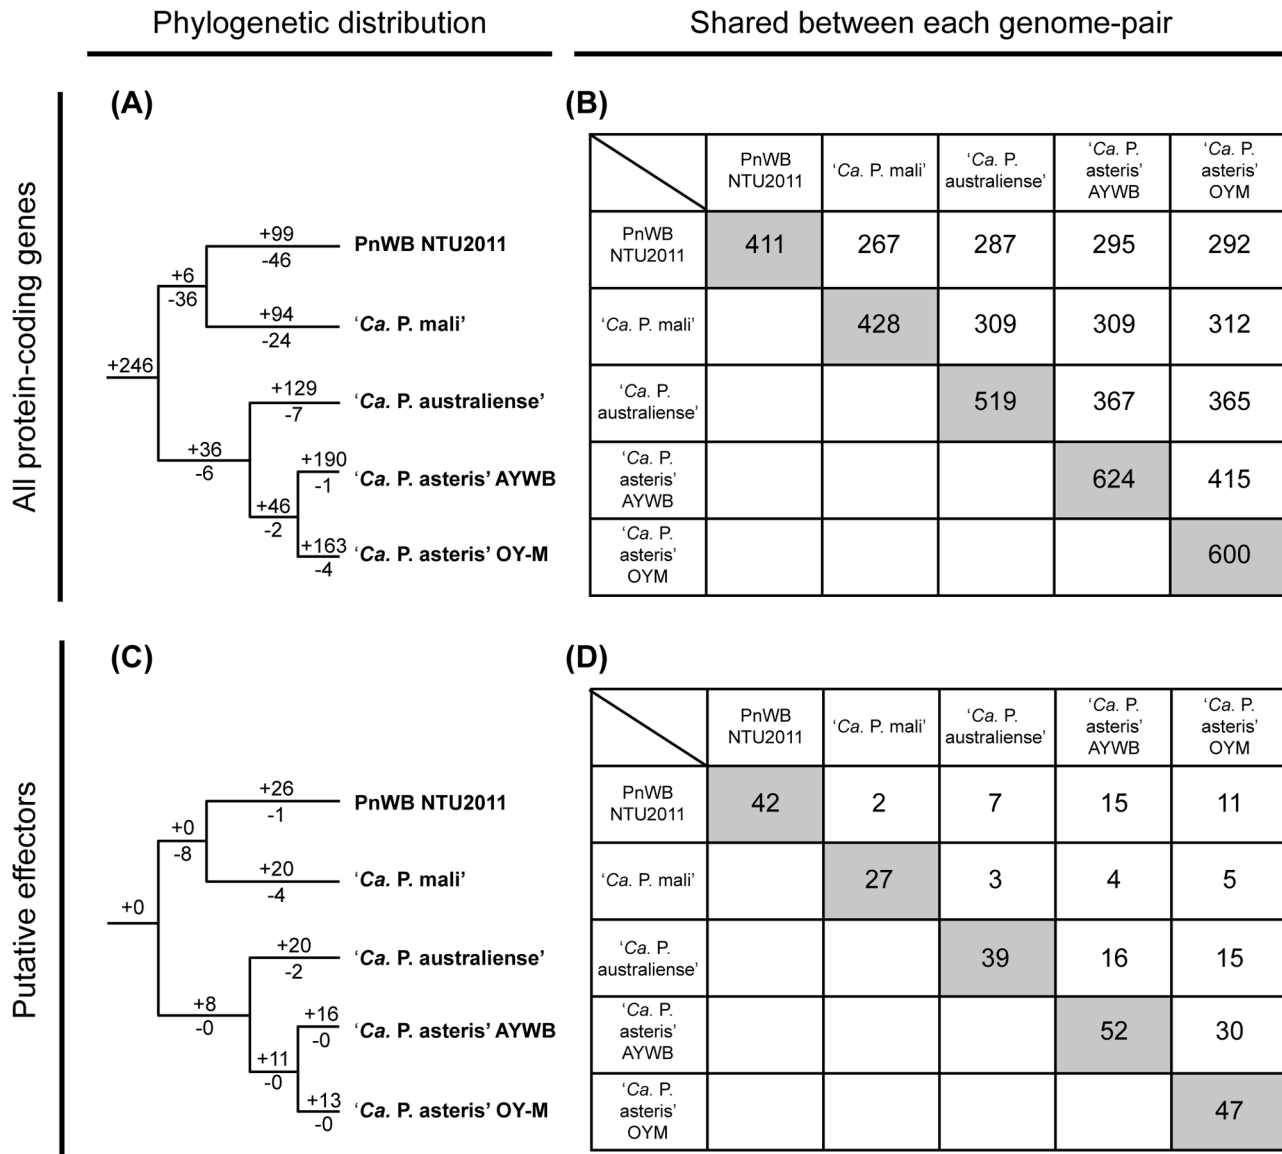 Phylogenetic distribution
Shared between each genome-pair
All protein-coding genes
(A)
+246
+6
-36
+99
-46
PnWB NTU2011
+94
-24
‘Ca. P. mali’
+36
-6
+129
-7
‘Ca. P. australiense’
+46
-2
+190
-1
‘Ca. P. asteris’ AYWB
+163
-4
‘Ca. P. asteris’ OY-M
(B)
PnWB
NTU2011
‘Ca. P. mali’
‘Ca. P.
australiense’
‘Ca. P.
asteris’
AYWB
‘Ca. P.
asteris’
OYM
PnWB
NTU2011
411 267 287 295 292
‘Ca. P. mali’
428 309 309 312
‘Ca. P.
australiense’
519 367 365
‘Ca. P.
asteris’
AYWB
624 415
‘Ca. P.
asteris’
OYM
600
Putative effectors
(C)
+0
+0
-8
+26
-1
PnWB NTU2011
+20
-4
‘Ca. P. mali’
+8
-0
+20
-2
‘Ca. P. australiense’
+11
-0
+16
-0
‘Ca. P. asteris’ AYWB
+13
-0
‘Ca. P. asteris’ OY-M
(D)
PnWB
NTU2011
‘Ca. P. mali’
‘Ca. P.
australiense’
‘Ca. P.
asteris’
AYWB
‘Ca. P.
asteris’
OYM
PnWB
NTU2011
42 2 7 15 11
‘Ca. P. mali’
27 3 4 5
‘Ca. P.
australiense’
39 16 15
‘Ca. P.
asteris’
AYWB
52 30
‘Ca. P.
asteris’
OYM
47